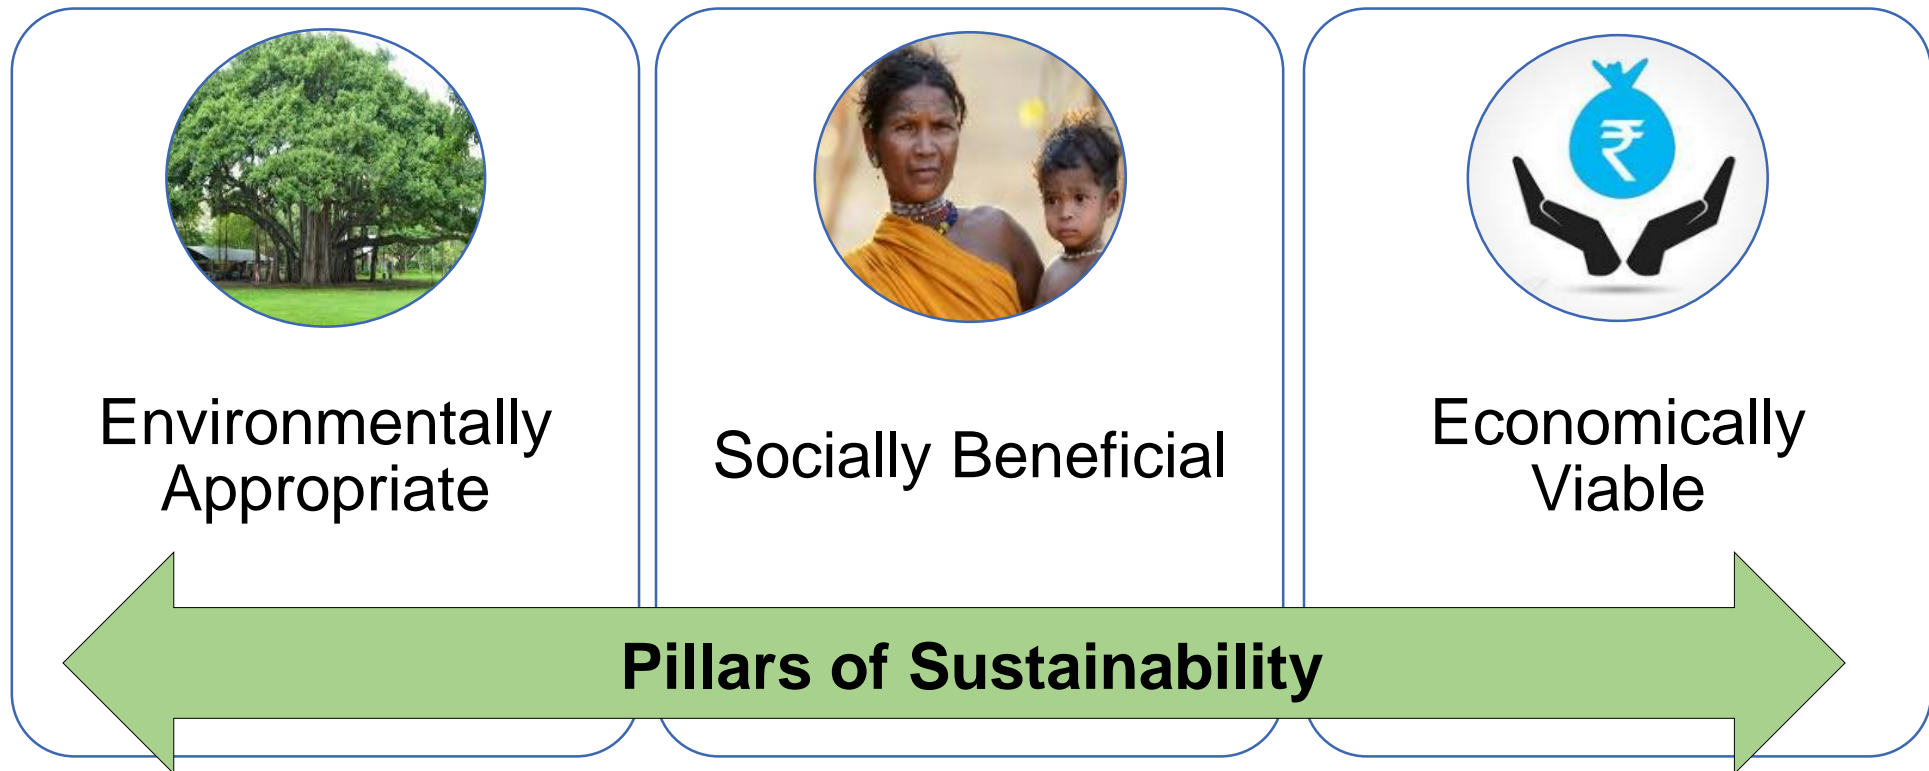 ₹
Environmentally
Appropriate
Socially Beneficial
Economically
Viable
Pillars of Sustainability